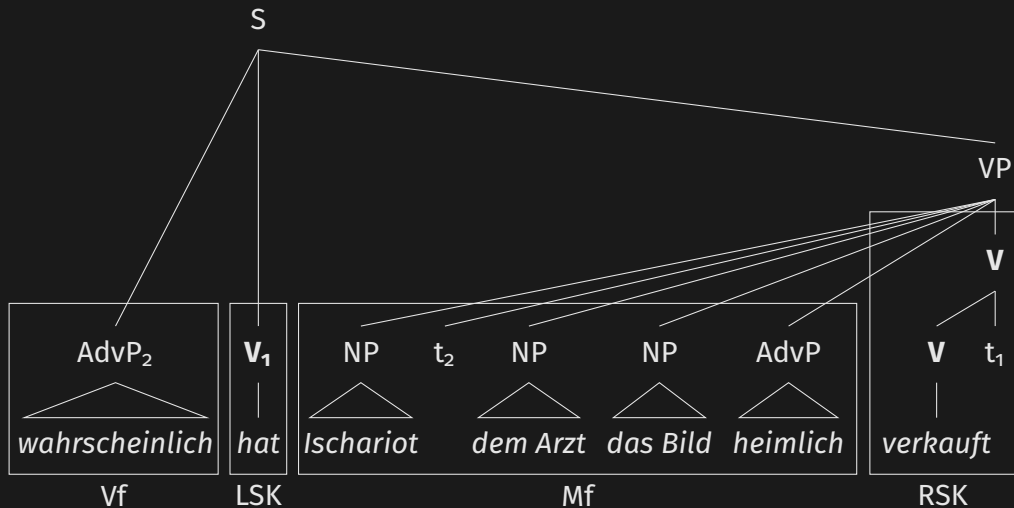 S
VP
V
AdvP₂ V₁ NP t₂ NP NP AdvP V t₁
wahrscheinlich hat Ischariot dem Arzt das Bild heimlich verkauft
Vf LSK Mf RSK